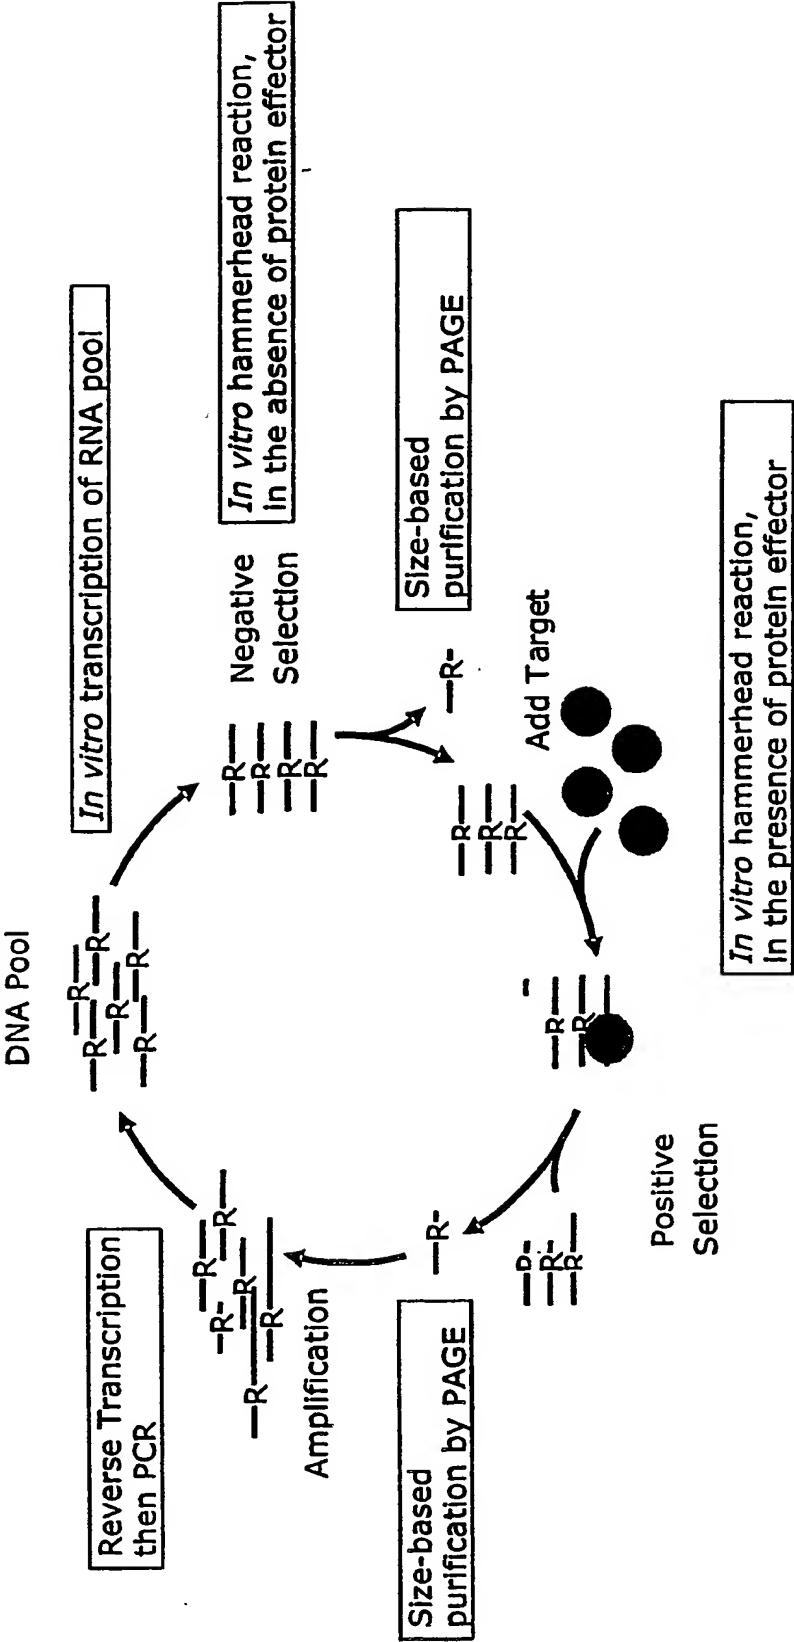 DNA Pool
R
R
R
R
R
R
In vitro transcription of RNA pool
Reverse Transcription
then PCR
R
R
R
R
R
R
Amplification
R
R
R
R
Negative
Selection
In vitro hammerhead reaction,
in the absence of protein effector
Size-based
purification by PAGE
R
R
Size-based
purification by PAGE
R
R
R
Add Target
R
R
R
R
Positive
Selection
In vitro hammerhead reaction,
in the presence of protein effector